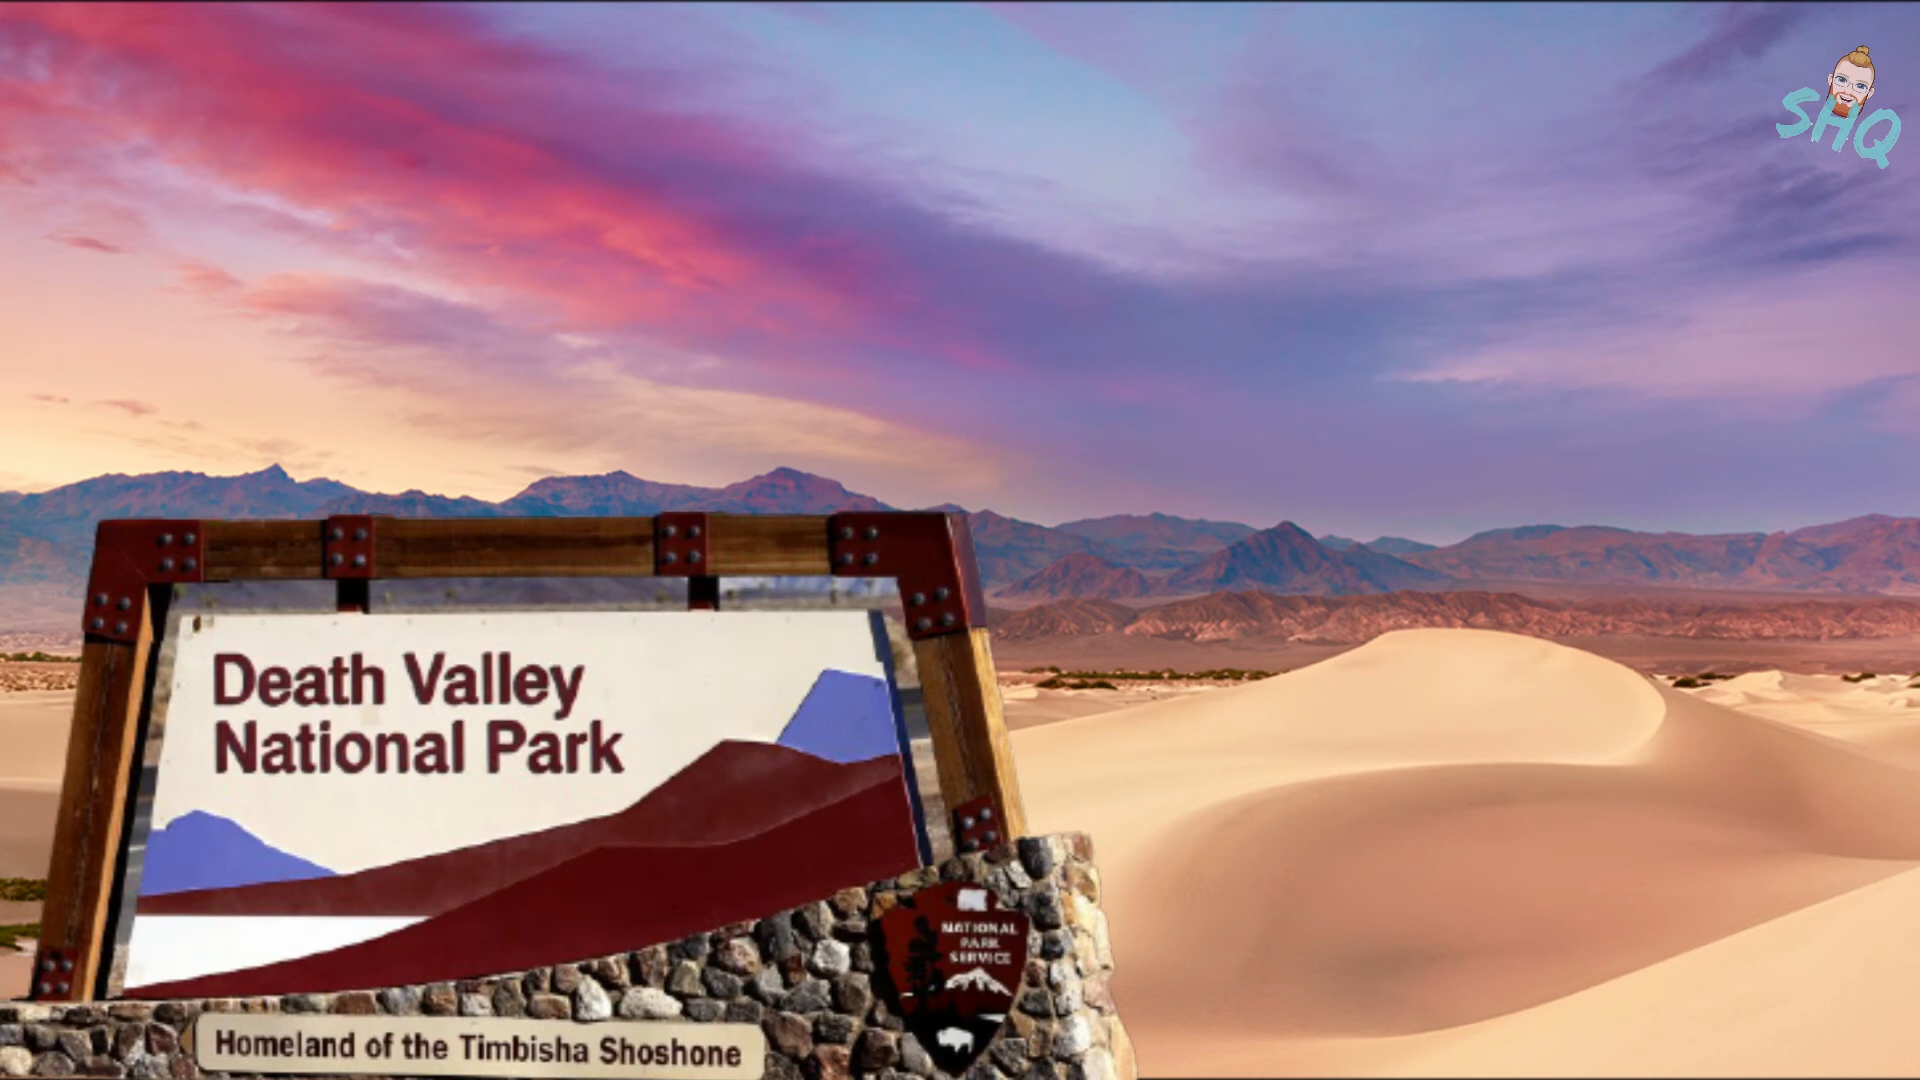 SHQ
Death Valley
National Park
NATIONAL
PARK
SERVICE
Homeland of the Timbisha Shoshone